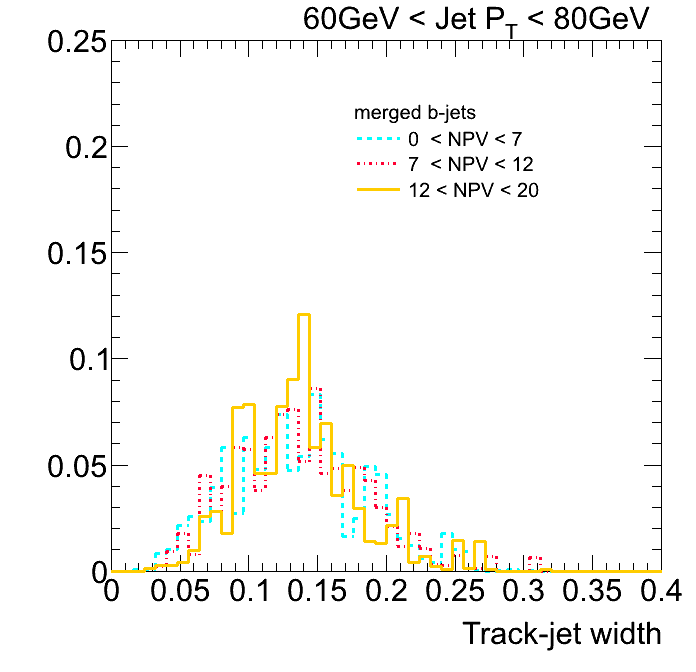 60GeV < Jet P_T < 80GeV
0.25
merged b-jets
0 < NPV < 7
0.2
7 < NPV < 12
12 < NPV < 20
0.15
0.1
0.05
0
0 0.05 0.1 0.15 0.2 0.25 0.3 0.35 0.4
Track-jet width